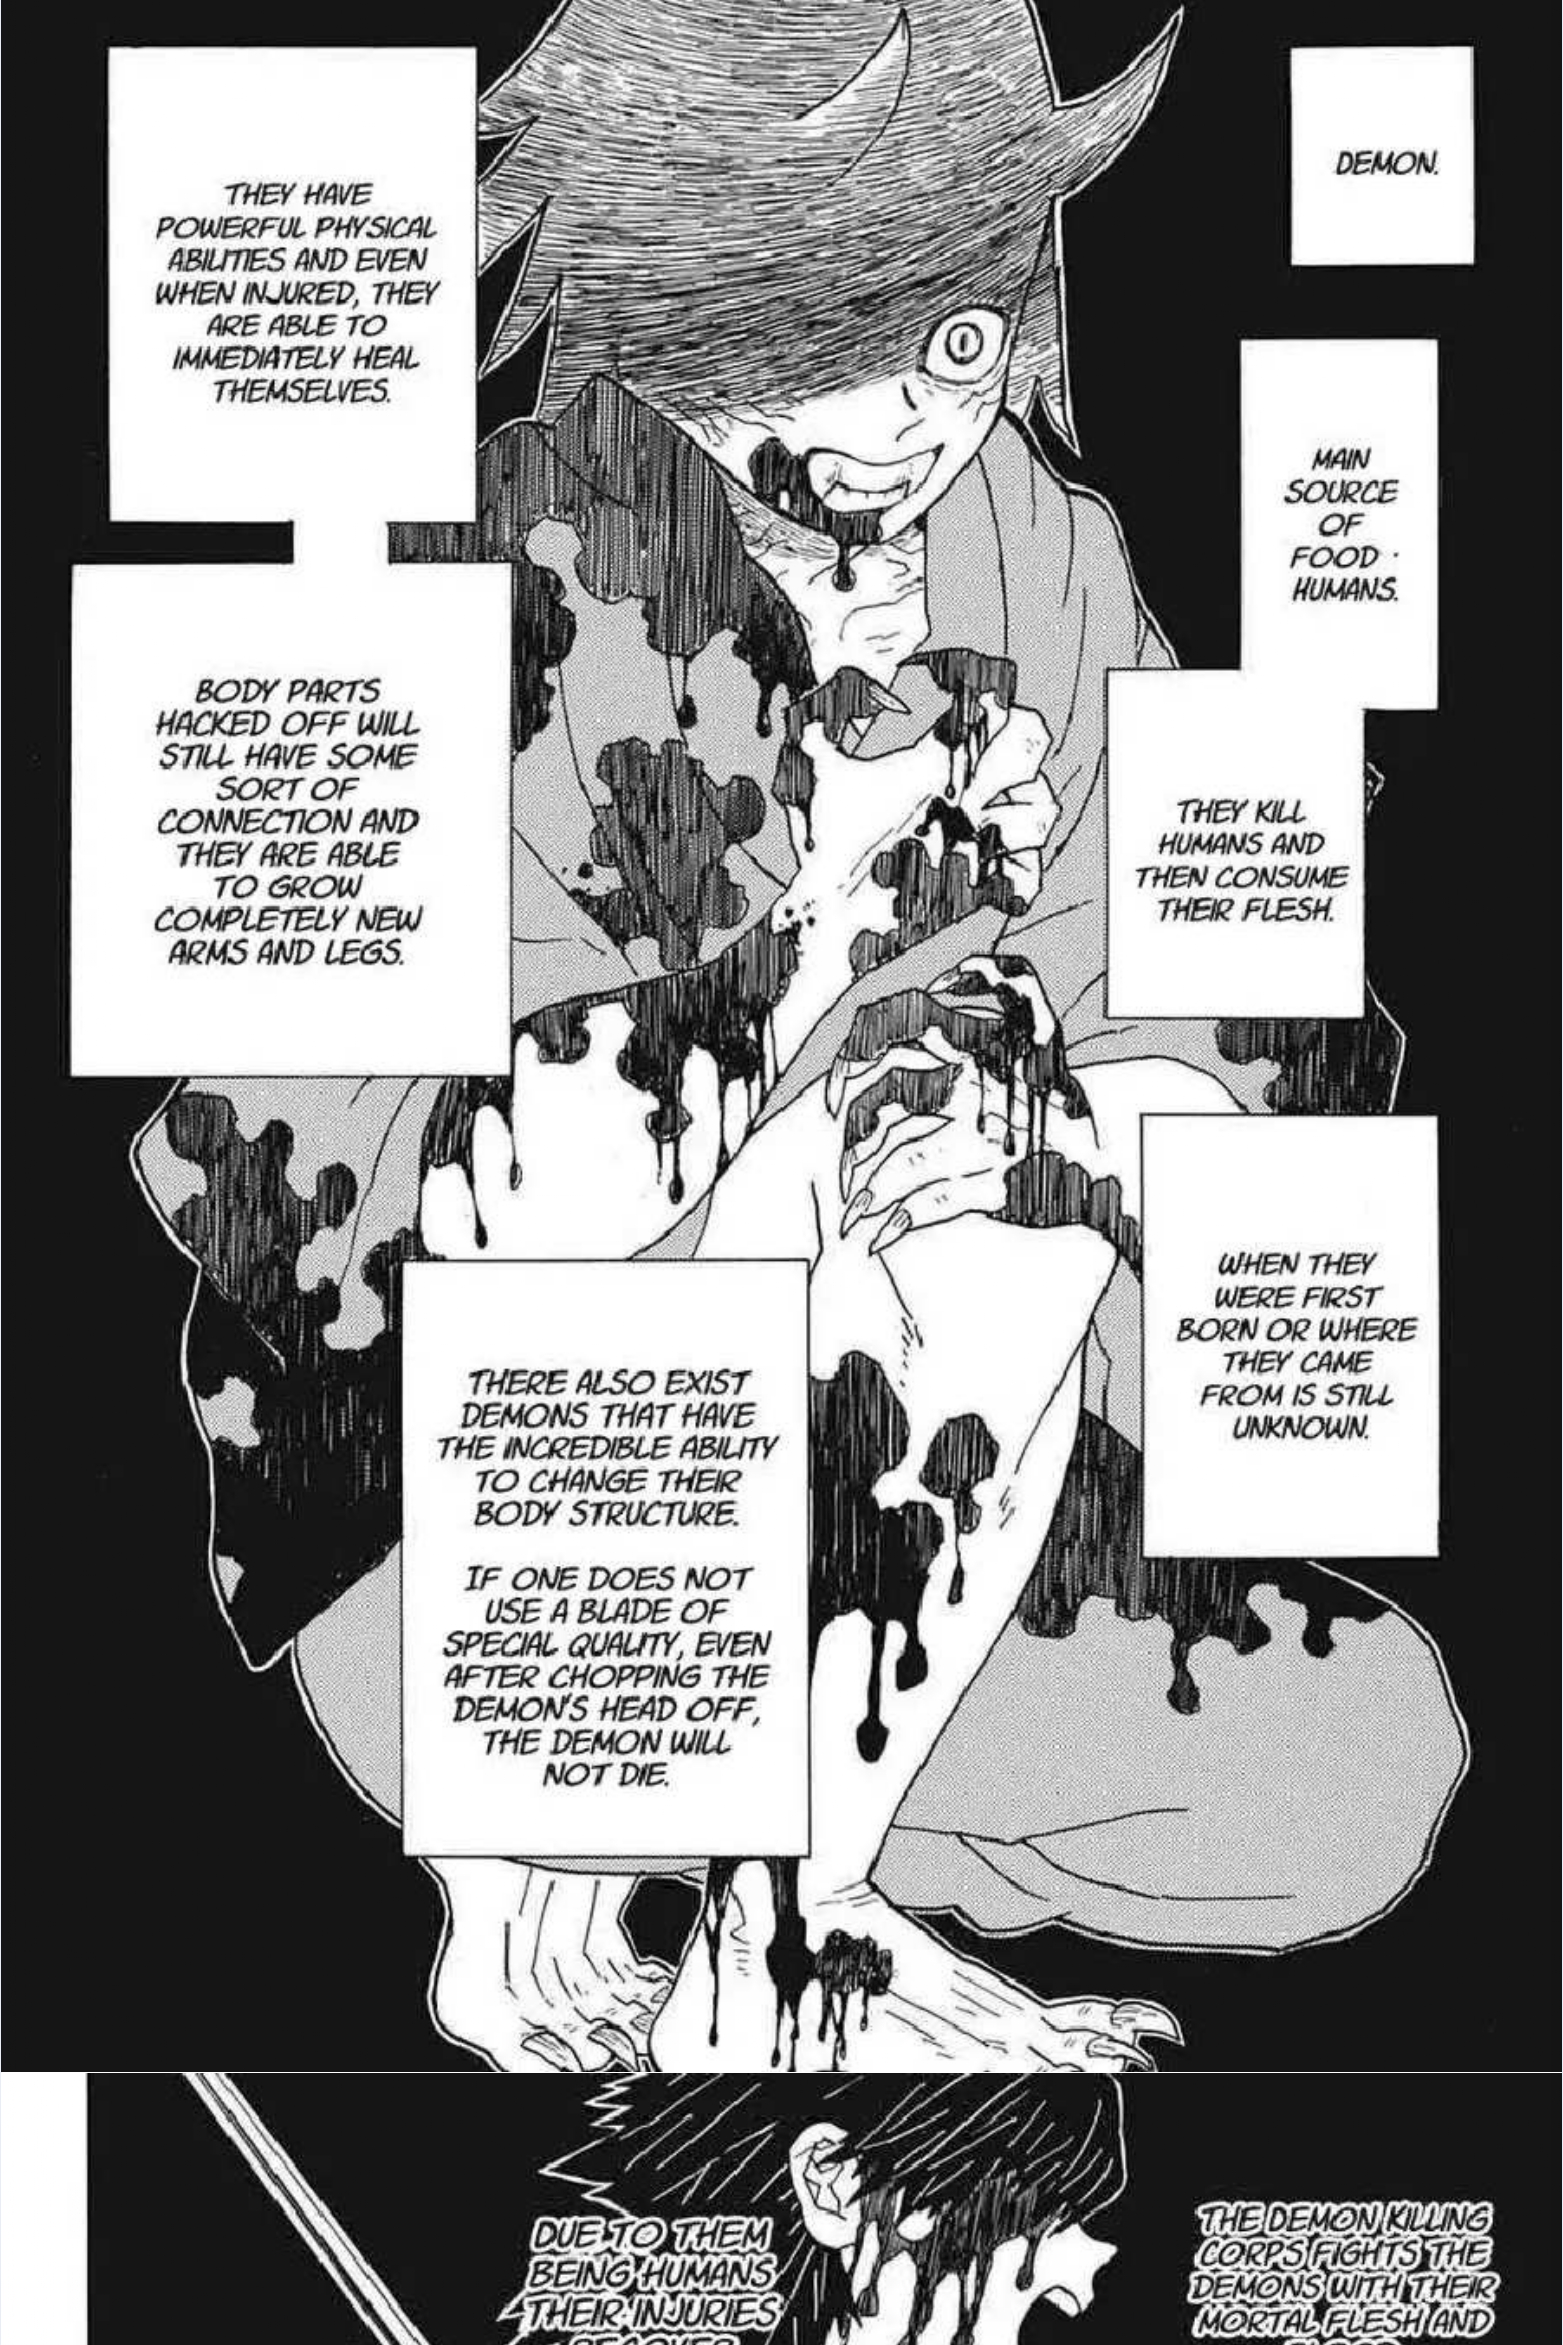 DEMON.
MAIN
SOURCE
OF
FOOD ·
HUMANS.
THEY KILL
HUMANS AND
THEN CONSUME
THEIR FLESH.
WHEN THEY
WERE FIRST
BORN OR WHERE
THEY CAME
FROM IS STILL
UNKNOWN.
THEY HAVE
POWERFUL PHYSICAL
ABILITIES AND EVEN
WHEN INJURED, THEY
ARE ABLE TO
IMMEDIATELY HEAL
THEMSELVES.
BODY PARTS
HACKED OFF WILL
STILL HAVE SOME
SORT OF
CONNECTION AND
THEY ARE ABLE
TO GROW
COMPLETELY NEW
ARMS AND LEGS.
THERE ALSO EXIST
DEMONS THAT HAVE
THE INCREDIBLE ABILITY
TO CHANGE THEIR
BODY STRUCTURE.
IF ONE DOES NOT
USE A BLADE OF
SPECIAL QUALITY, EVEN
AFTER CHOPPING THE
DEMON'S HEAD OFF,
THE DEMON WILL
NOT DIE.
THE DEMON KILLING
CORPS FIGHTS THE
DEMONS WITH THEIR
MORTAL FLESH AND
DUE TO THEM
BEING HUMANS
THEIR INJURIES